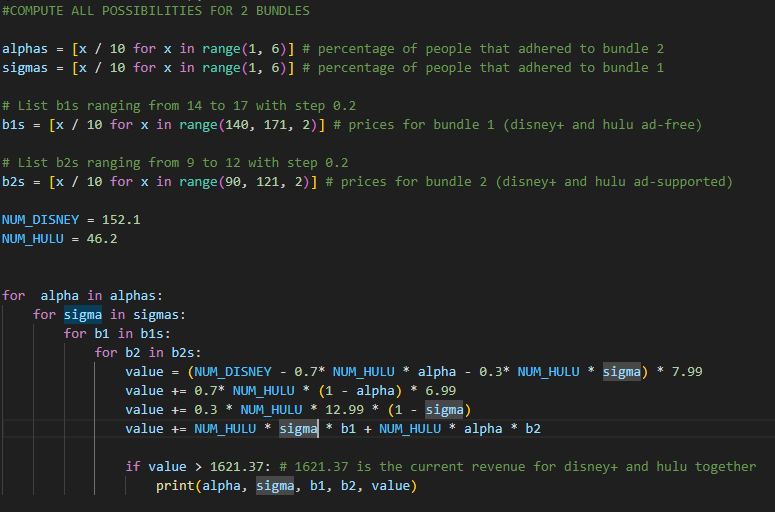 #COMPUTE ALL POSSIBILITIES FOR 2 BUNDLES
alphas = [x / 10 for x in range(1, 6)] # percentage of people that adhered to bundle 2
sigmas = [x / 10 for x in range(1, 6)] # percentage of people that adhered to bundle 1
# List b1s ranging from 14 to 17 with step 0.2
b1s = [x / 10 for x in range(140, 171, 2)] # prices for bundle 1 (disney+ and hulu ad-free)
# List b2s ranging from 9 to 12 with step 0.2
b2s = [x / 10 for x in range(90, 121, 2)] # prices for bundle 2 (disney+ and hulu ad-supported)
NUM_DISNEY = 152.1
NUM_HULU = 46.2
for  alpha in alphas:
    for sigma in sigmas:
        for b1 in b1s:
            for b2 in b2s:
                value = (NUM_DISNEY - 0.7* NUM_HULU * alpha - 0.3* NUM_HULU * sigma) * 7.99
                value += 0.7* NUM_HULU * (1 - alpha) * 6.99
                value += 0.3 * NUM_HULU * 12.99 * (1 - sigma)
                value += NUM_HULU * sigma * b1 + NUM_HULU * alpha * b2
                if value > 1621.37: # 1621.37 is the current revenue for disney+ and hulu together
                    print(alpha, sigma, b1, b2, value)